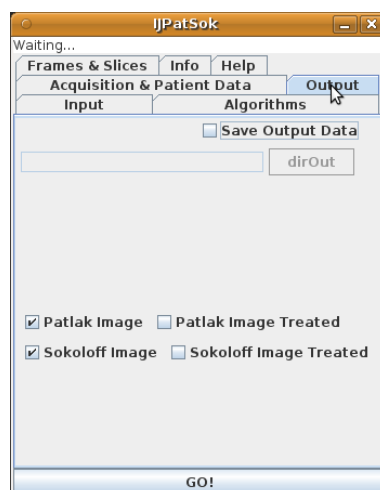 IJPatSok
Waiting...
Frames & Slices Info Help
Acquisition & Patient Data Output
Input Algorithms
Save Output Data
dirOut
Patlak Image Patlak Image Treated
Sokoloff Image Sokoloff Image Treated
GO!